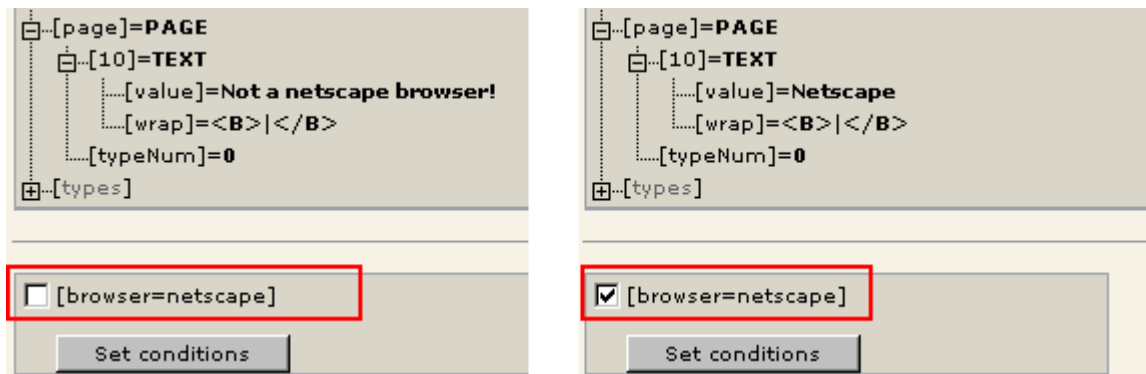 [page]=PAGE
[10]=TEXT
[value]=Not a netscape browser!
[wrap]=<B>|</B>
[typeNum]=0
[types]
[browser=netscape]
Set conditions
[page]=PAGE
[10]=TEXT
[value]=Netscape
[wrap]=<B>|</B>
[typeNum]=0
[types]
[browser=netscape]
Set conditions